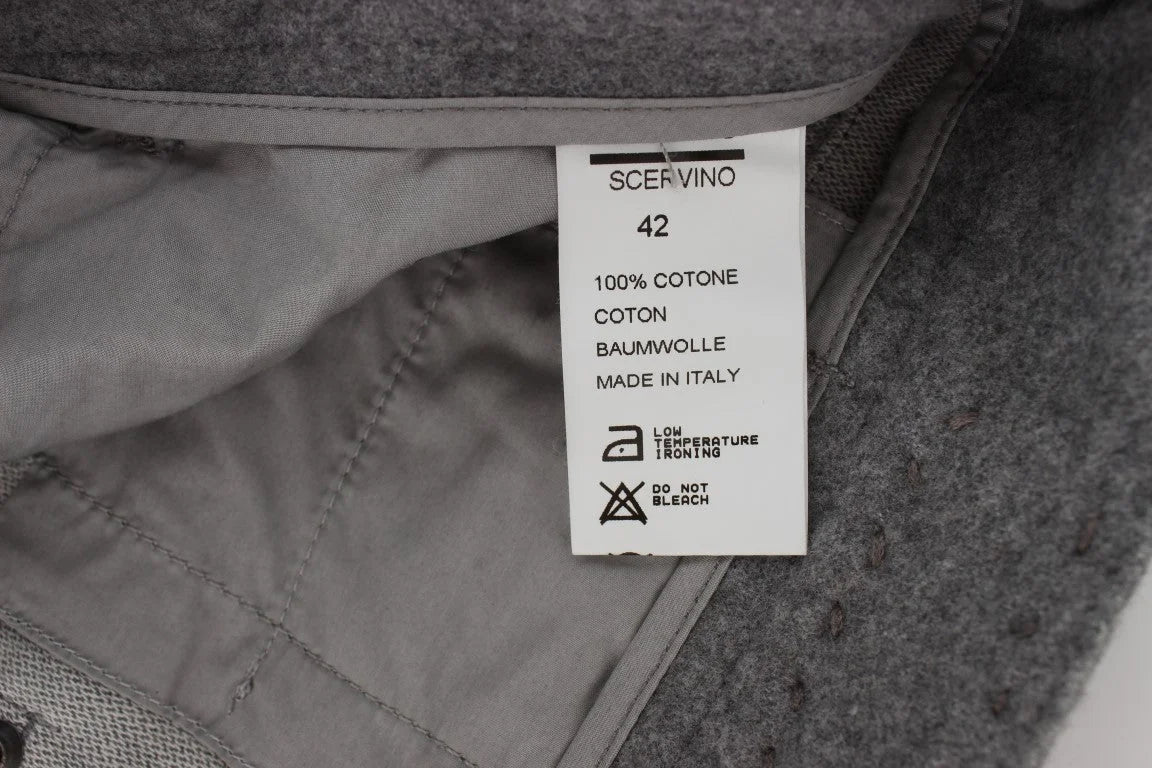 SCERVINO
42
100% COTONE
COTON
BAUMWOLLE
MADE IN ITALY
LOW
TEMPERATURE
IRONING
DO NOT
BLEACH